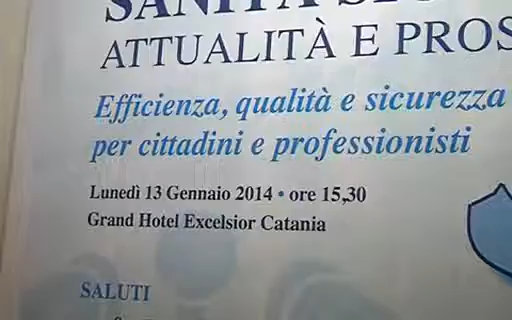 SANITÀ
ATTUALITÀ E
Efficienza, qualità e sicurezza
per cittadini e professionisti
Lunedì 13 Gennaio 2014 • ore 15,30
Grand Hotel Excelsior Catania
SALUTI